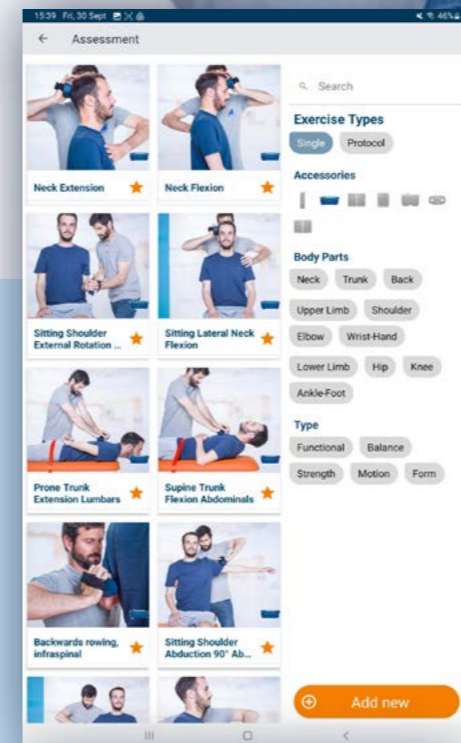 15:39 Fri, 30 Sept
46%
Assessment
Neck Extension
Neck Flexion
Sitting Shoulder
External Rotation ...
Sitting Lateral Neck
Flexion
Prone Trunk
Extension Lumbars
Supine Trunk
Flexion Abdominals
Backwards rowing,
infraspinal
Sitting Shoulder
Abduction 90° Ab...
Search
Exercise Types
Single Protocol
Accessories
Body Parts
Neck Trunk Back
Upper Limb Shoulder
Elbow Wrist-Hand
Lower Limb Hip Knee
Ankle-Foot
Type
Functional Balance
Strength Motion Form
Add new